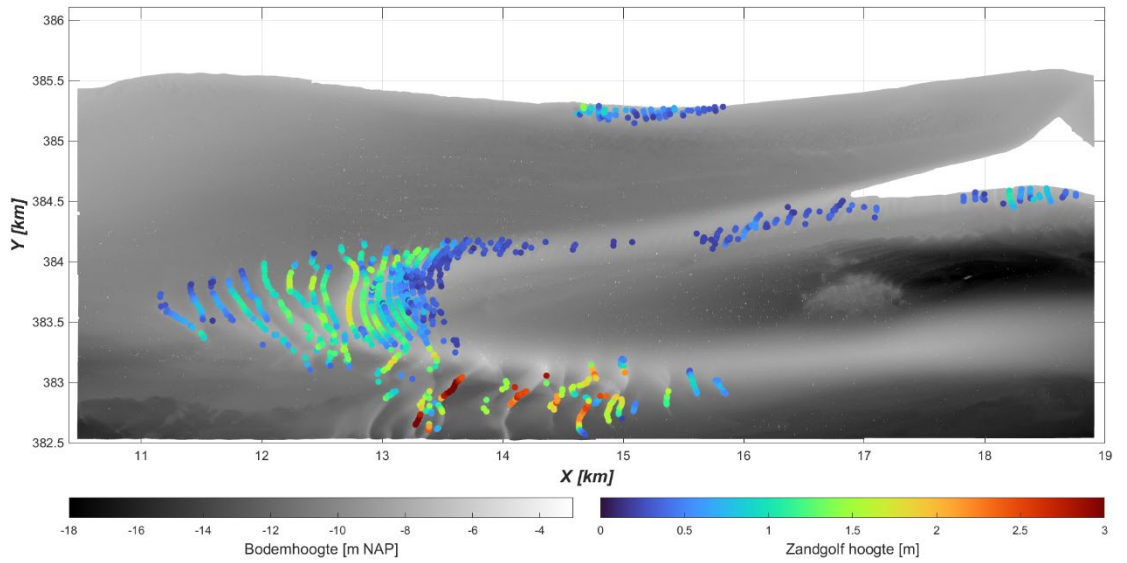 386
385.5
385
384.5
384
383.5
383
382.5
Y [km]
11 12 13 14 15 16 17 18 19
X [km]
-18 -16 -14 -12 -10 -8 -6 -4
Bodemhoogte [m NAP]
0 0.5 1 1.5 2 2.5 3
Zandgolf hoogte [m]